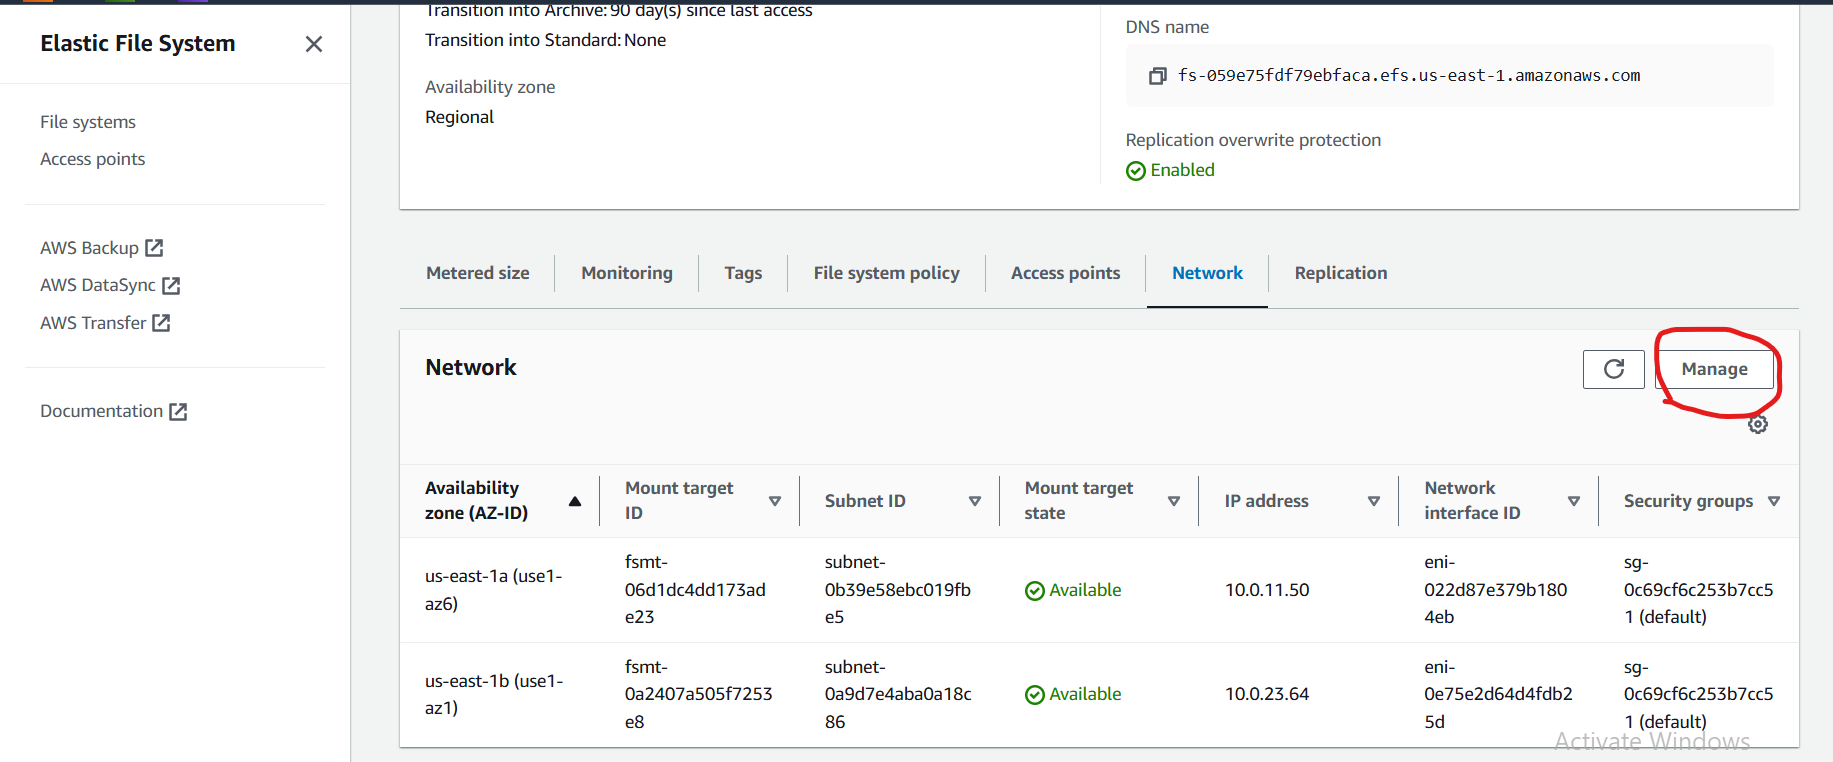 Elastic File System
File systems
Access points
AWS Backup
AWS DataSync
AWS Transfer
Documentation
Transition into Archive: 90 day(s) since last access
Transition into Standard: None
Availability zone
Regional
DNS name
fs-059e75fdf79ebfaca.efs.us-east-1.amazonaws.com
Replication overwrite protection
Enabled
Metered size Monitoring Tags File system policy Access points Network Replication
Network
Manage
Availability zone (AZ-ID) Mount target ID Subnet ID Mount target state IP address Network interface ID Security groups
us-east-1a (use1-az6) fsmt-06d1dc4dd173ade23 subnet-0b39e58ebc019fbe5 Available 10.0.11.50 eni-022d87e379b1804eb sg-0c69cf6c253b7cc51 (default)
us-east-1b (use1-az1) fsmt-0a2407a505f7253e8 subnet-0a9d7e4aba0a18c86 Available 10.0.23.64 eni-0e75e2d64d4fdb25d sg-0c69cf6c253b7cc51 (default)
Activate Windows